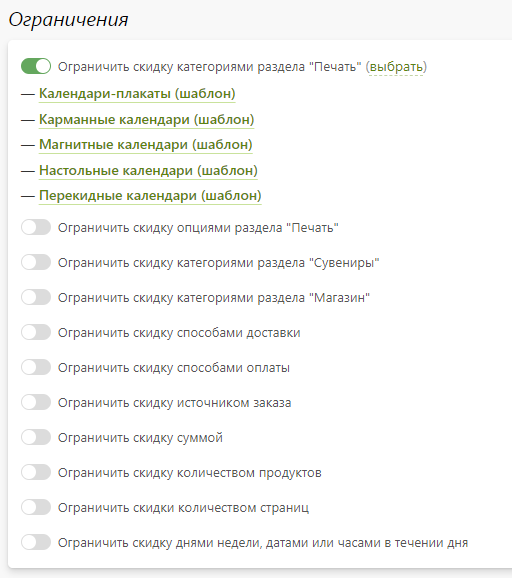 Ограничения
Ограничить скидку категориями раздела "Печать" (выбрать)
— Календари-плакаты (шаблон)
— Карманные календари (шаблон)
— Магнитные календари (шаблон)
— Настольные календари (шаблон)
— Перекидные календари (шаблон)
Ограничить скидку опциями раздела "Печать"
Ограничить скидку категориями раздела "Сувениры"
Ограничить скидку категориями раздела "Магазин"
Ограничить скидку способами доставки
Ограничить скидку способами оплаты
Ограничить скидку источником заказа
Ограничить скидку суммой
Ограничить скидку количеством продуктов
Ограничить скидки количеством страниц
Ограничить скидку днями недели, датами или часами в течении дня